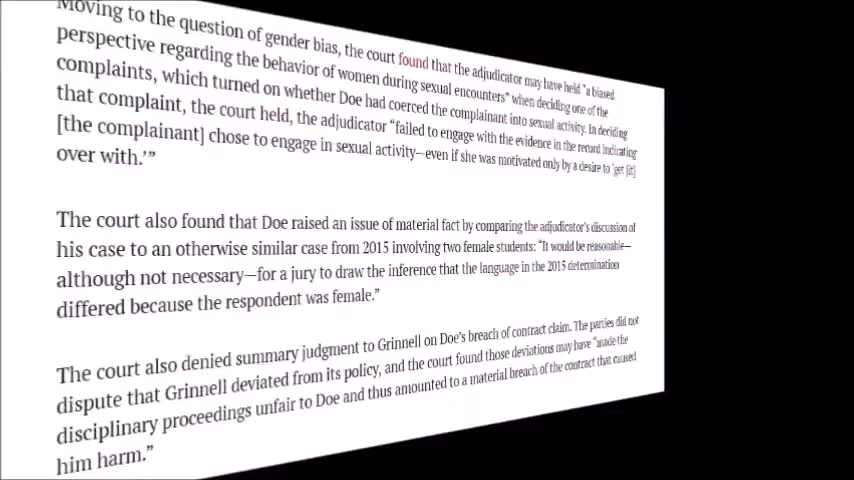 Moving to the question of gender bias, the court found that the adjudicator may have held "a biased
perspective regarding the behavior of women during sexual encounters" when deciding one of the
complaints, which turned on whether Doe had coerced the complainant into sexual activity. In deciding
that complaint, the court held, the adjudicator "failed to engage with the evidence in the record indicating
[the complainant] chose to engage in sexual activity—even if she was motivated only by a desire to 'get [it]
over with.'"
The court also found that Doe raised an issue of material fact by comparing the adjudicator's discussion of
his case to an otherwise similar case from 2015 involving two female students: "It would be reasonable—
although not necessary—for a jury to draw the inference that the language in the 2015 determination
differed because the respondent was female."
The court also denied summary judgment to Grinnell on Doe's breach of contract claim. The parties did not
dispute that Grinnell deviated from its policy, and the court found those deviations may have "made the
disciplinary proceedings unfair to Doe and thus amounted to a material breach of the contract that caused
him harm."